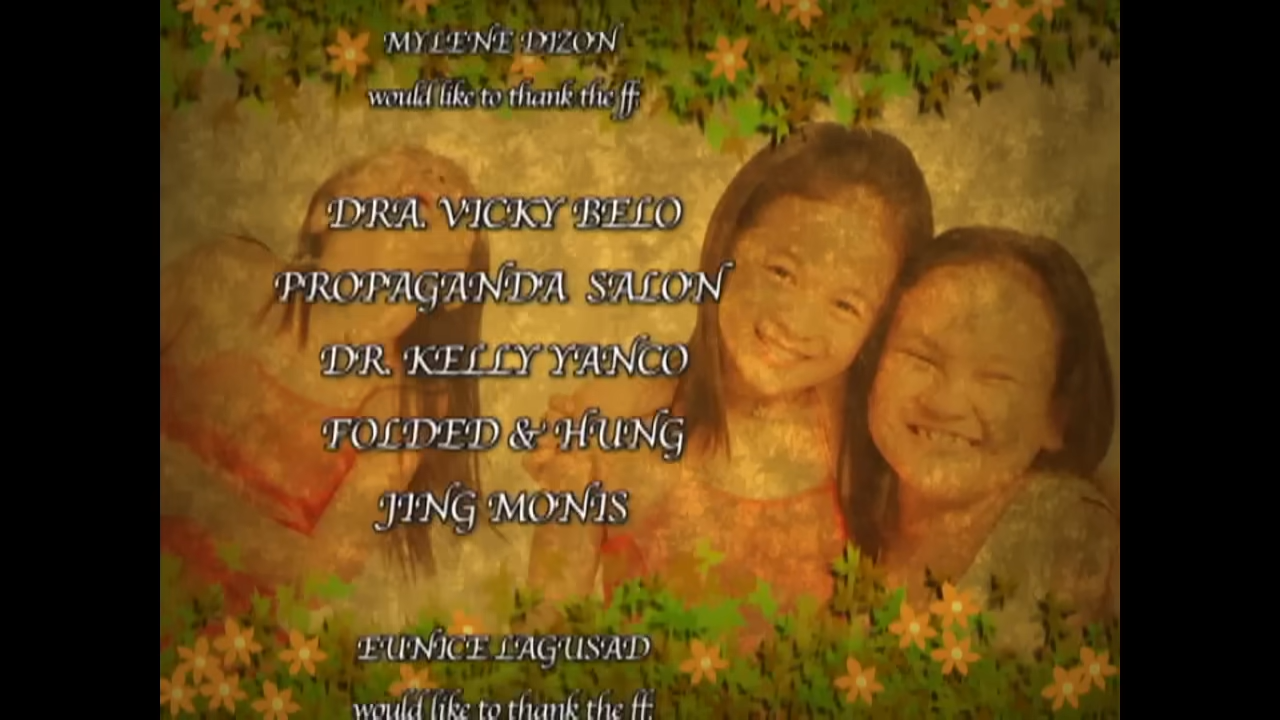 MYLENE DIZON
would like to thank the ff:
DRA. VICKY BELO
PROPAGANDA SALON
DR. KELLY YANCO
FOLDED & HUNG
JING MONIS
EUNICE LAGUSAD
would like to thank the ff: